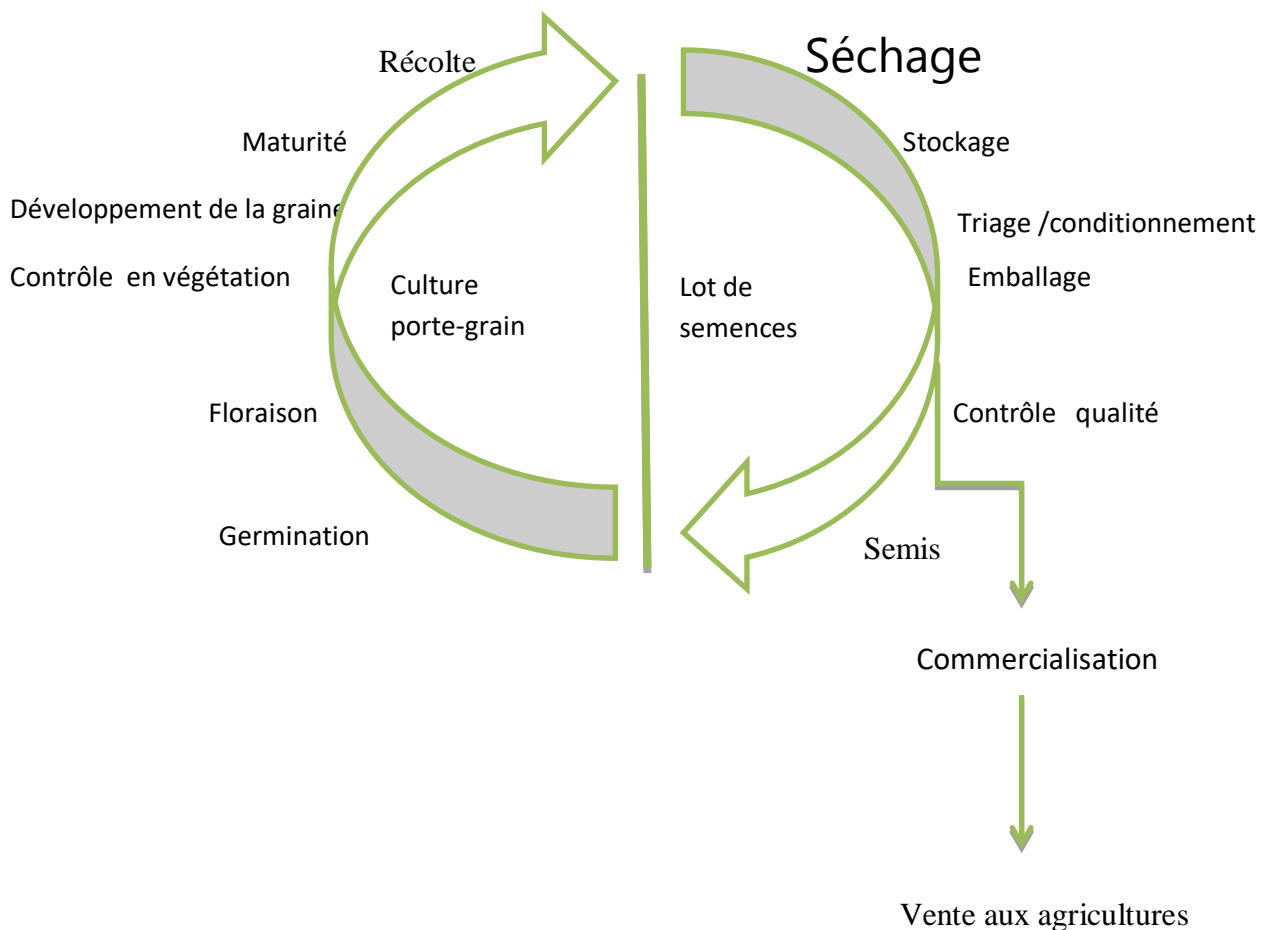 Récolte
Séchage
Maturité
Stockage
Développement de la graine
Triage /conditionnement
Contrôle en végétation
Emballage
Culture
porte-grain
Lot de
semences
Floraison
Contrôle qualité
Germination
Semis
Commercialisation
Vente aux agricultures